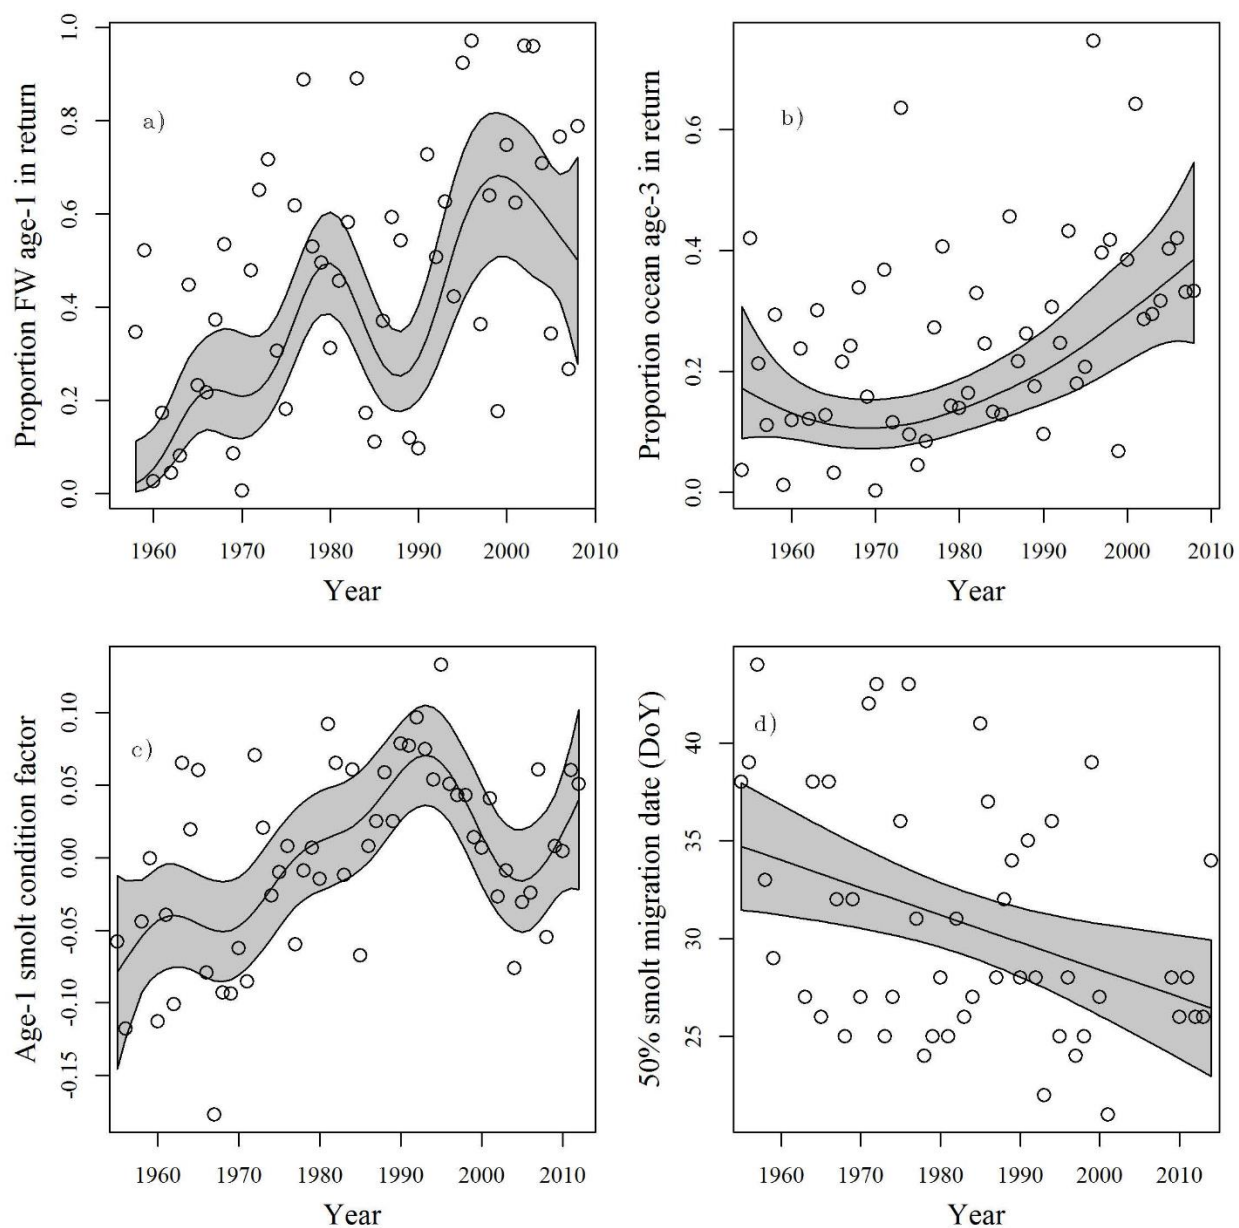 Proportion FW age-1 in return
1.0
0.8
0.6
0.4
0.2
0.0
a)
1960 1970 1980 1990 2000 2010
Year
Proportion ocean age-3 in return
0.6
0.4
0.2
0.0
b)
1960 1970 1980 1990 2000 2010
Year
Age-1 smolt condition factor
0.10
0.05
0.00
-0.05
-0.10
-0.15
c)
1960 1970 1980 1990 2000 2010
Year
50% smolt migration date (DoY)
40
35
30
25
d)
1960 1970 1980 1990 2000 2010
Year